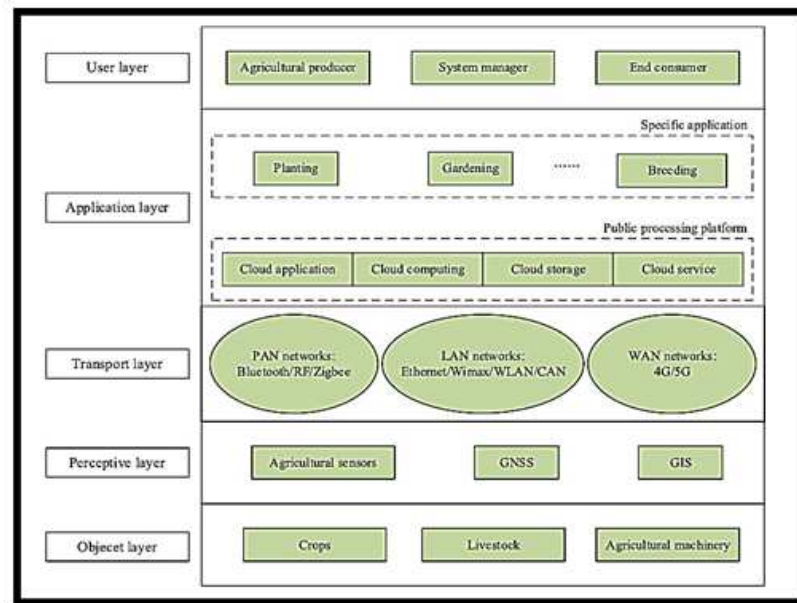 User layer
Agricultural producer
System manager
End consumer
Application layer
Specific application
Planting
Gardening
......
Breeding
Public processing platform
Cloud application
Cloud computing
Cloud storage
Cloud service
Transport layer
PAN networks:
Bluetooth/RF/Zigbee
LAN networks:
Ethernet/Wimax/WLAN/CAN
WAN networks:
4G/5G
Perceptive layer
Agricultural sensors
GNSS
GIS
Objecet layer
Crops
Livestock
Agricultural machinery